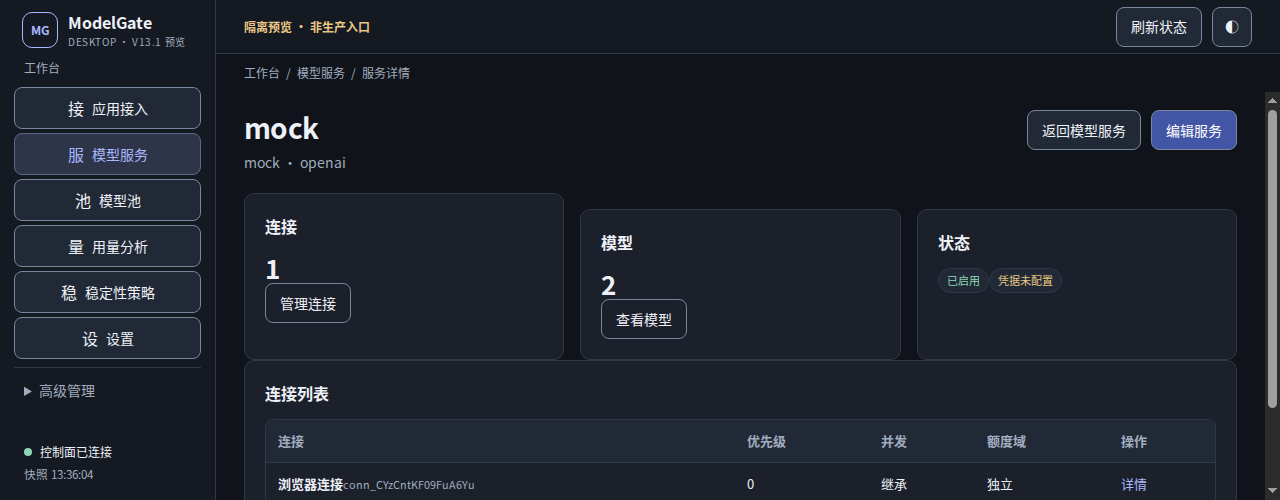 MG
ModelGate
DESKTOP · V13.1 预览
工作台
接 应用接入
服 模型服务
池 模型池
量 用量分析
稳 稳定性策略
设 设置
▶ 高级管理
控制面已连接
快照 13:36:04
隔离预览 · 非生产入口
刷新状态
工作台 / 模型服务 / 服务详情
mock
mock · openai
返回模型服务
编辑服务
连接
1
管理连接
模型
2
查看模型
状态
已启用 凭据未配置
连接列表
连接 优先级 并发 额度域 操作
浏览器连接conn_CYzCntKF09FuA6Yu 0 继承 独立 详情